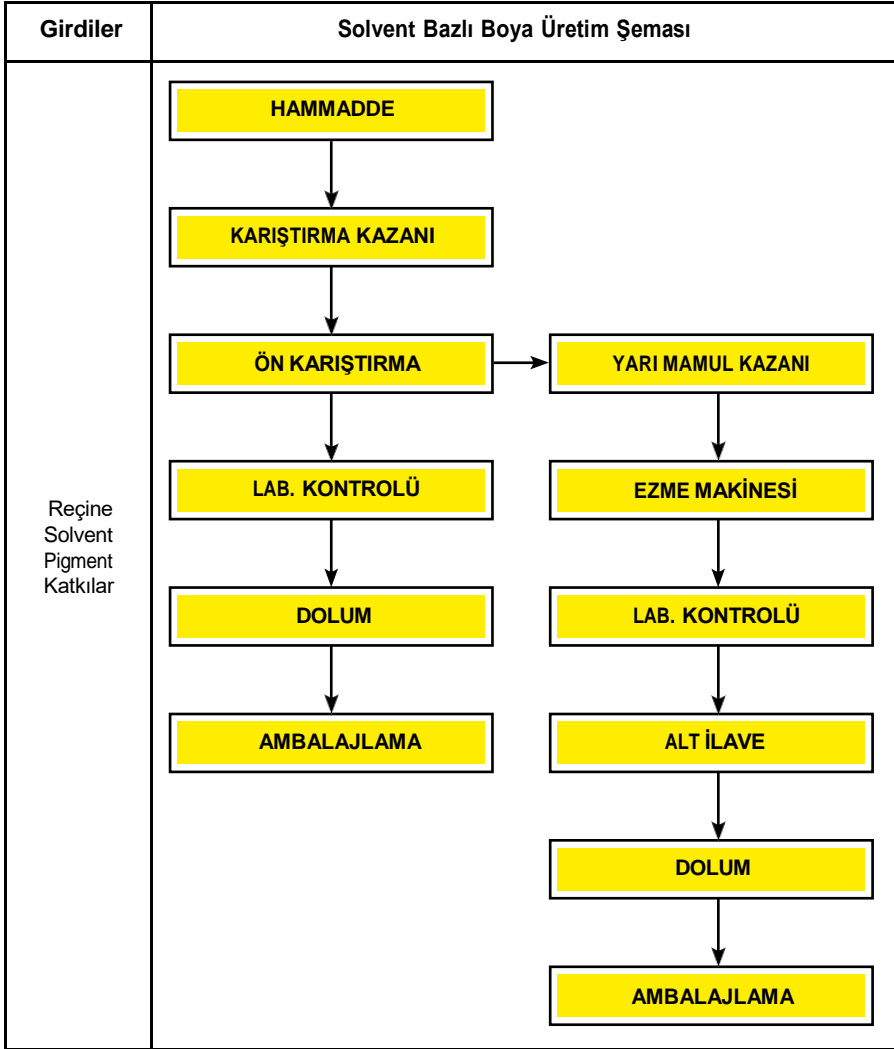 Girdiler
Solvent Bazlı Boya Üretim Şeması
Reçine
Solvent
Pigment
Katkılar
HAMMADDE
KARIŞTIRMA KAZANI
ÖN KARIŞTIRMA
LAB. KONTROLÜ
DOLUM
AMBALAJLAMA
YARI MAMUL KAZANI
EZME MAKİNESİ
LAB. KONTROLÜ
ALT İLAVE
DOLUM
AMBALAJLAMA